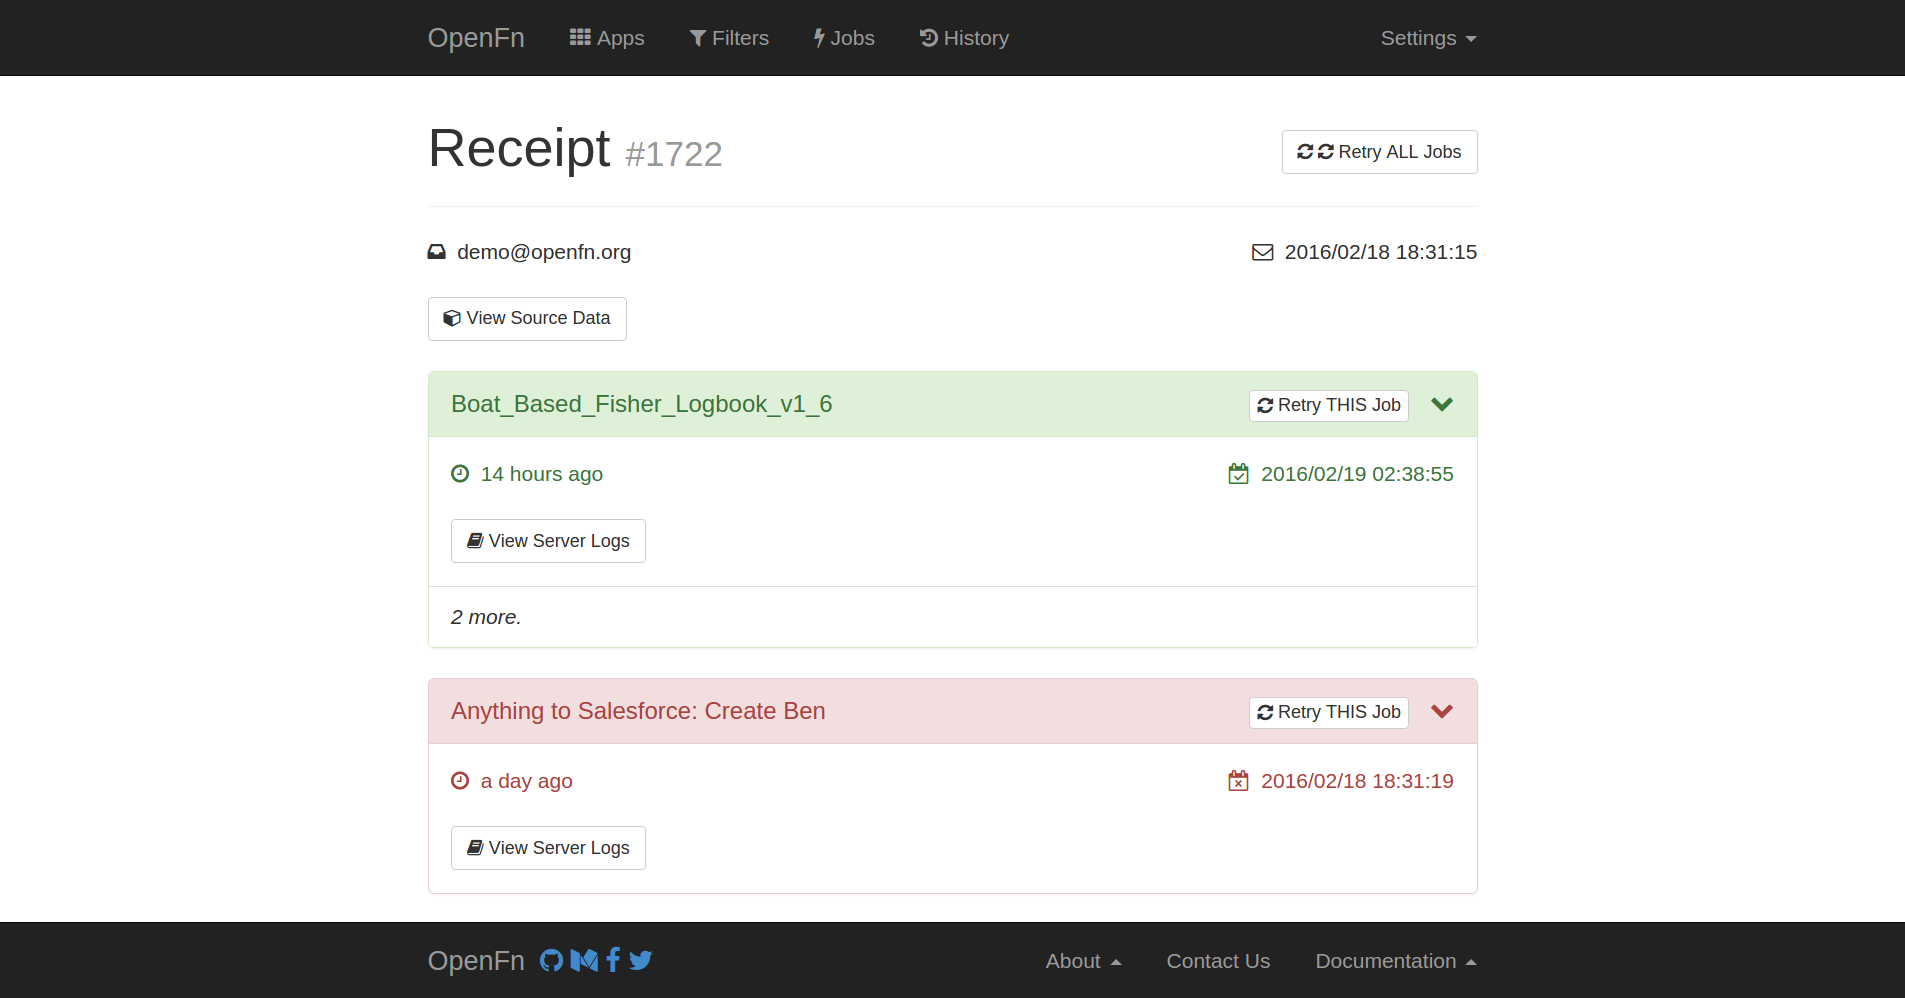 OpenFn Apps Filters Jobs History Settings
Receipt #1722 Retry ALL Jobs
demo@openfn.org 2016/02/18 18:31:15
View Source Data
Boat_Based_Fisher_Logbook_v1_6 Retry THIS Job
14 hours ago 2016/02/19 02:38:55
View Server Logs
2 more.
Anything to Salesforce: Create Ben Retry THIS Job
a day ago 2016/02/18 18:31:19
View Server Logs
OpenFn About Contact Us Documentation